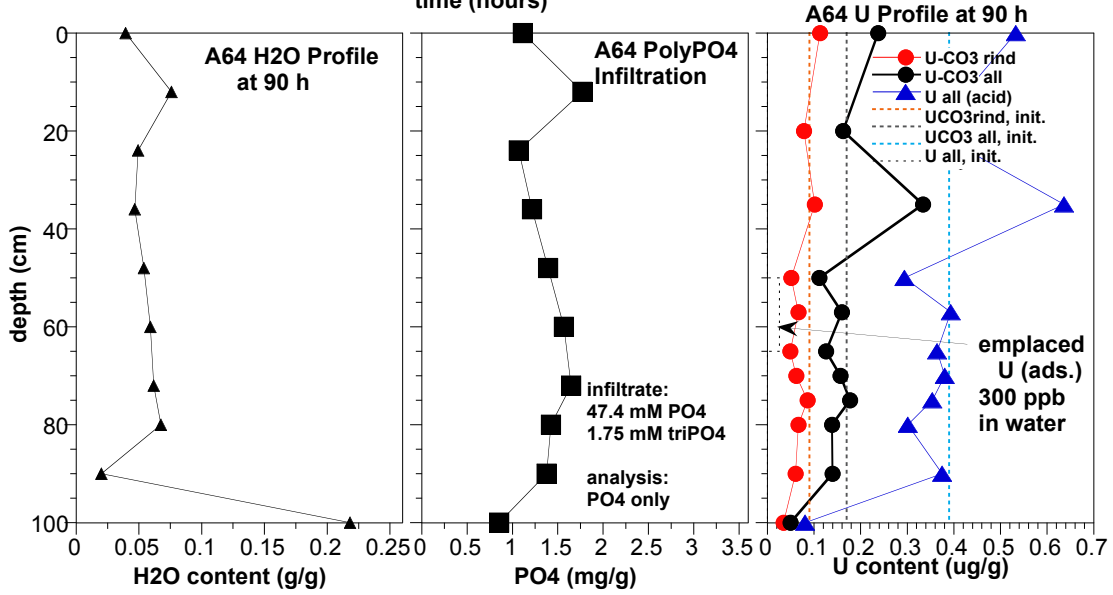 time (hours)
A64 U Profile at 90 h
0
20
40
60
80
100
depth (cm)
A64 H2O Profile
at 90 h
0
0.05
0.1
0.15
0.2
0.25
H2O content (g/g)
A64 PolyPO4
Infiltration
infiltrate:
47.4 mM PO4
1.75 mM triPO4
analysis:
PO4 only
0
0.5
1
1.5
2
2.5
3
3.5
PO4 (mg/g)
U-CO3 rind
U-CO3 all
U all (acid)
UCO3rind, init.
UCO3 all, init.
U all, init.
emplaced
U (ads.)
300 ppb
in water
0
0.1
0.2
0.3
0.4
0.5
0.6
0.7
U content (ug/g)